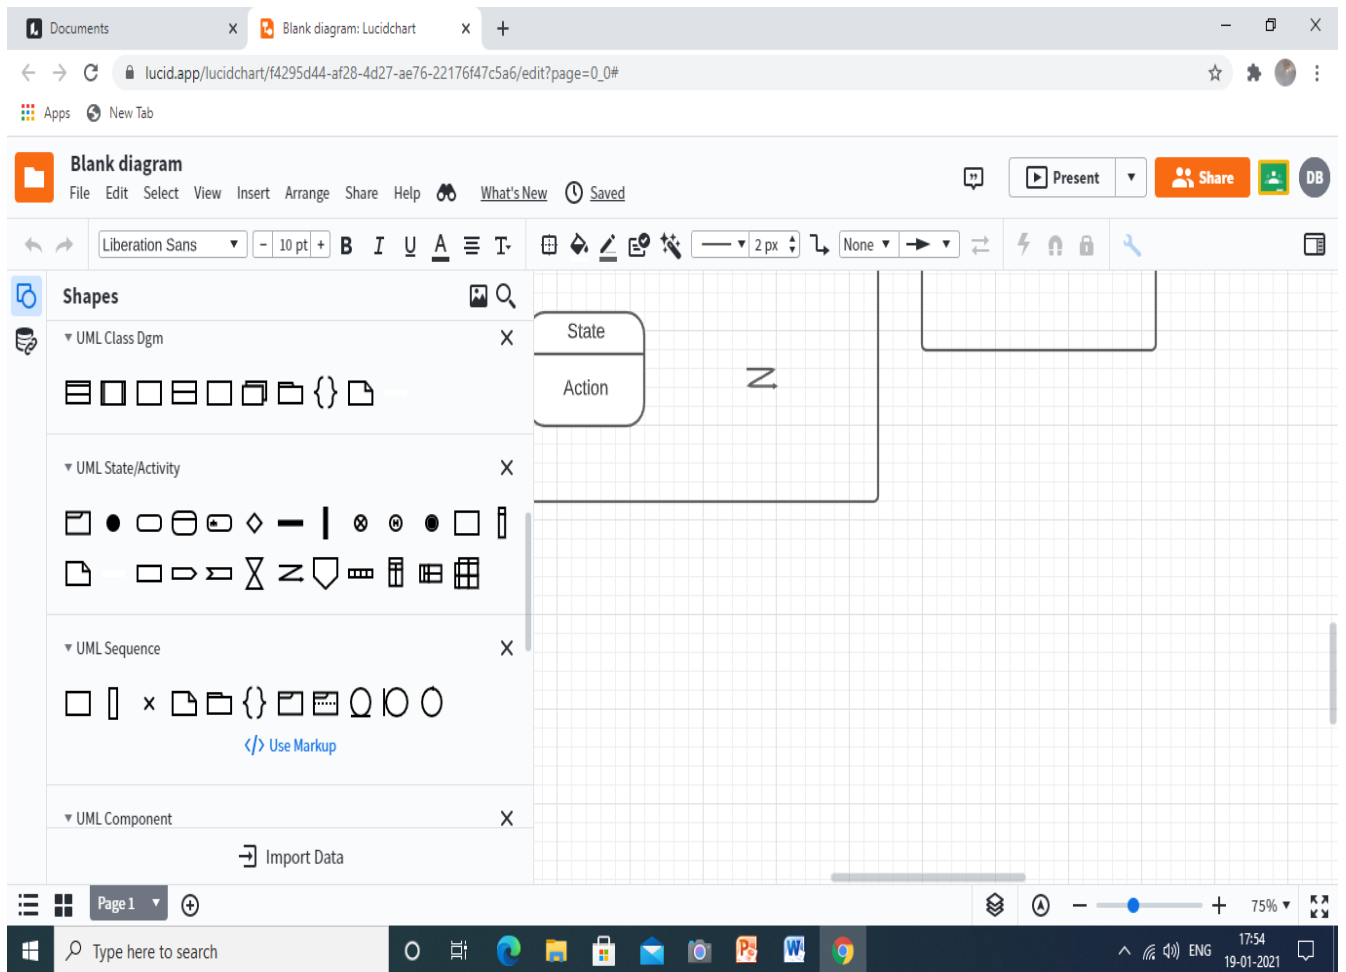 Documents
Blank diagram: Lucidchart
lucid.app/lucidchart/f4295d44-af28-4d27-ae76-22176f47c5a6/edit?page=0_0#
Apps New Tab
Blank diagram
File Edit Select View Insert Arrange Share Help What's New Saved
Present Share DB
Liberation Sans 10 pt B I U A T 2 px None
Shapes
UML Class Dgm
State
Action
UML State/Activity
UML Sequence
Use Markup
UML Component
Import Data
Page 1 75%
Type here to search ENG 17:54
19-01-2021